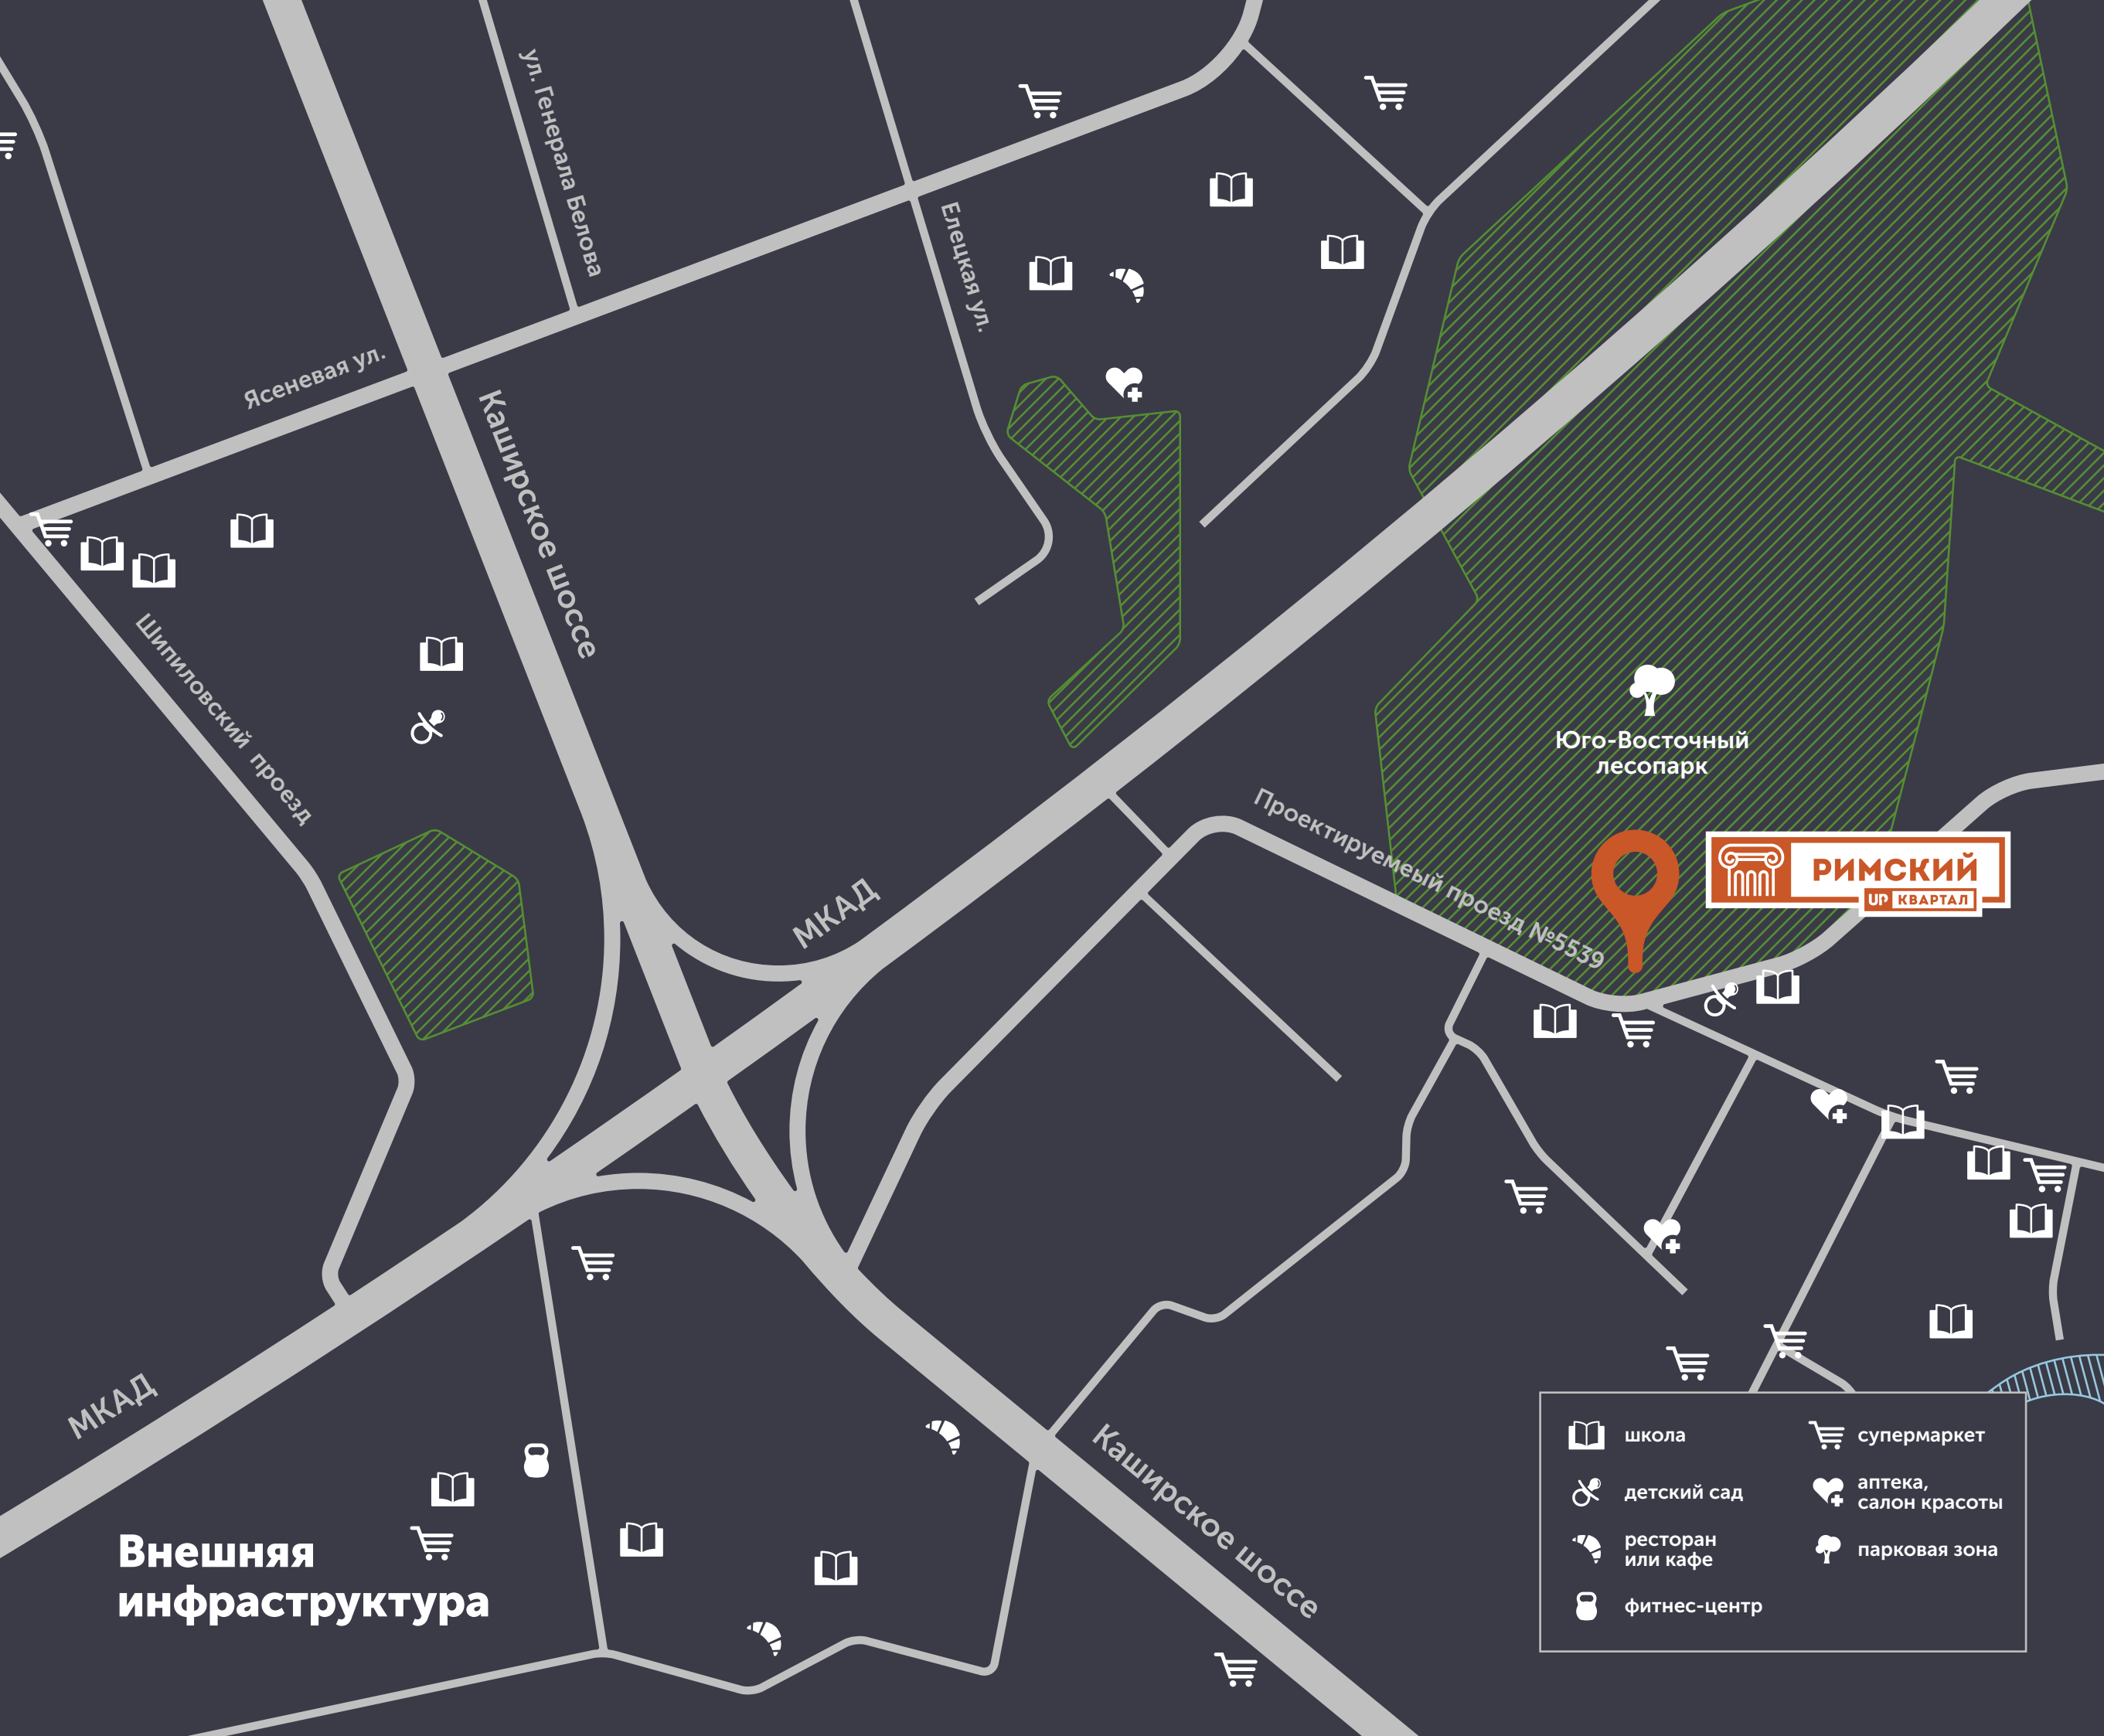 ул. Генерала Белова
Елецкая ул.
Ясеневая ул.
Каширское шоссе
Шипиловский проезд
Юго-Восточный
лесопарк
Проектируемеый проезд №5539
РИМСКИЙ
UP КВАРТАЛ
МКАД
МКАД
Каширское шоссе
Внешняя
инфраструктура
школа
детский сад
ресторан
или кафе
фитнес-центр
супермаркет
аптека,
салон красоты
парковая зона